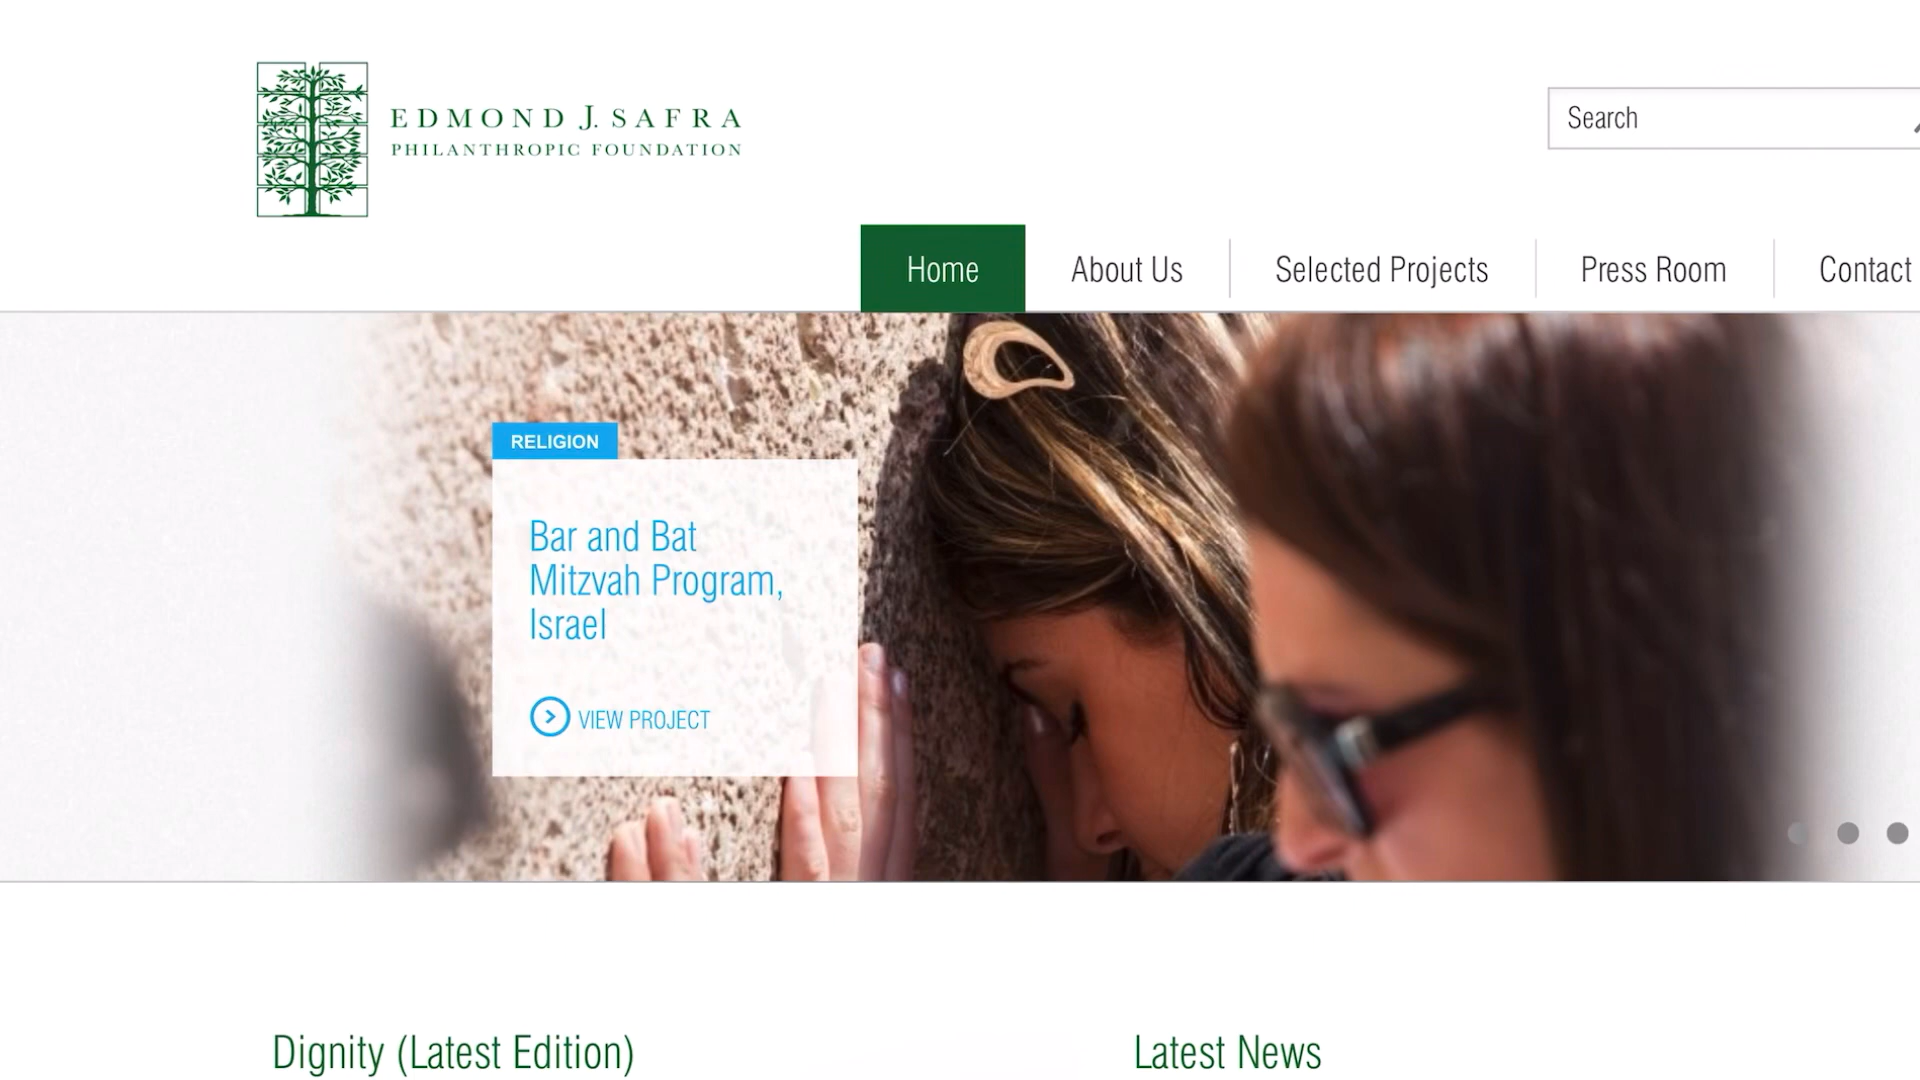 EDMOND J. SAFRA
PHILANTHROPIC FOUNDATION
Search
Home
About Us
Selected Projects
Press Room
Contact
RELIGION
Bar and Bat
Mitzvah Program,
Israel
VIEW PROJECT
Dignity (Latest Edition)
Latest News